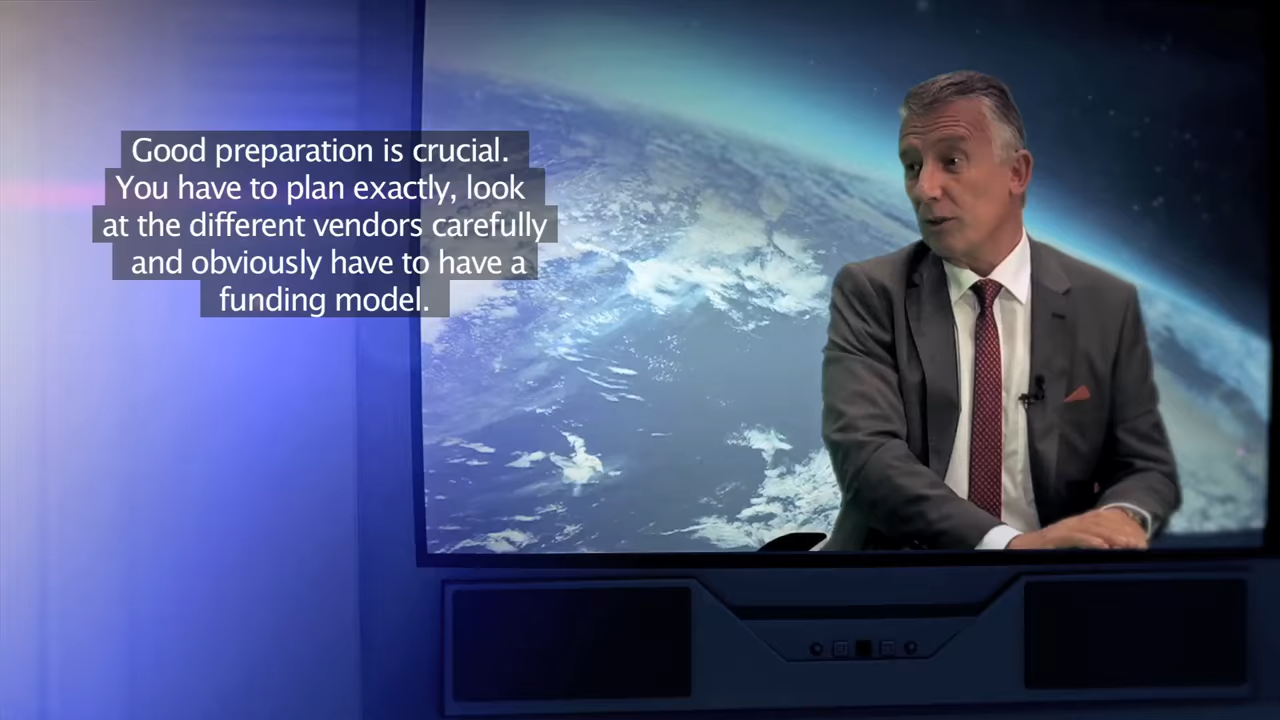 Good preparation is crucial.
You have to plan exactly, look
at the different vendors carefully
and obviously have to have a
funding model.